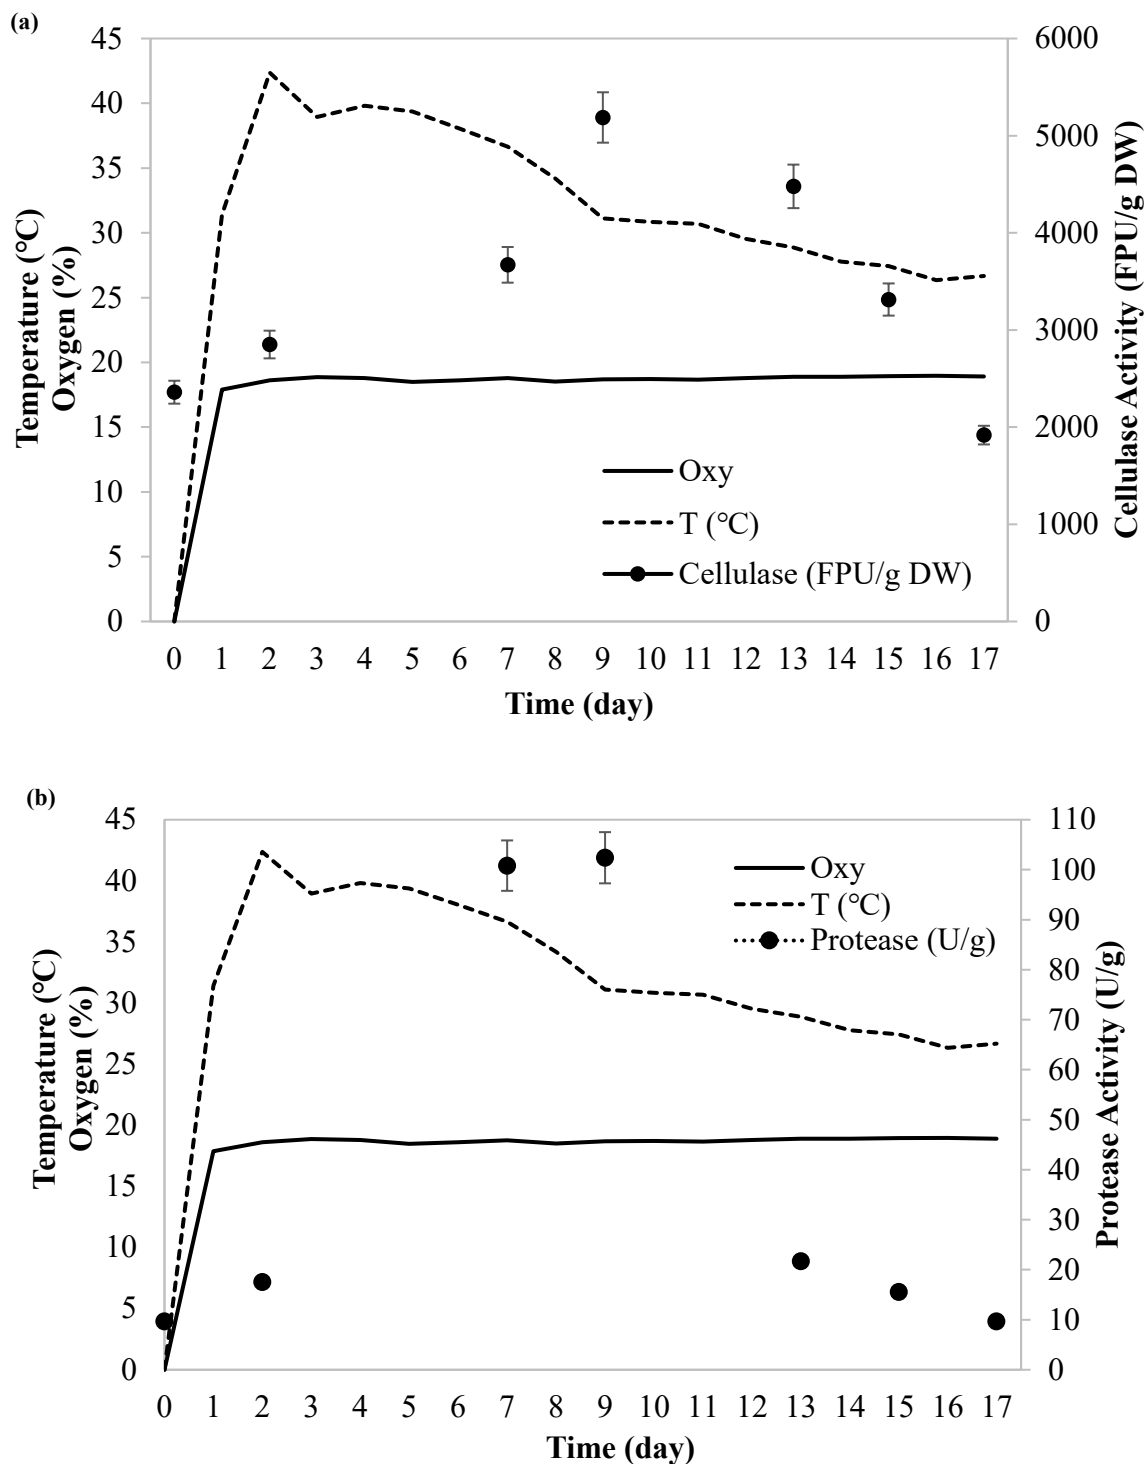 (a)
45
40
35
30
25
20
15
10
5
0
Temperature (°C)
Oxygen (%)
6000
5000
4000
3000
2000
1000
0
Cellulase Activity (FPU/g DW)
Oxy
T (°C)
Cellulase (FPU/g DW)
0 1 2 3 4 5 6 7 8 9 10 11 12 13 14 15 16 17
Time (day)
(b)
45
40
35
30
25
20
15
10
5
0
Temperature (°C)
Oxygen (%)
110
100
90
80
70
60
50
40
30
20
10
0
Protease Activity (U/g)
Oxy
T (°C)
Protease (U/g)
0 1 2 3 4 5 6 7 8 9 10 11 12 13 14 15 16 17
Time (day)